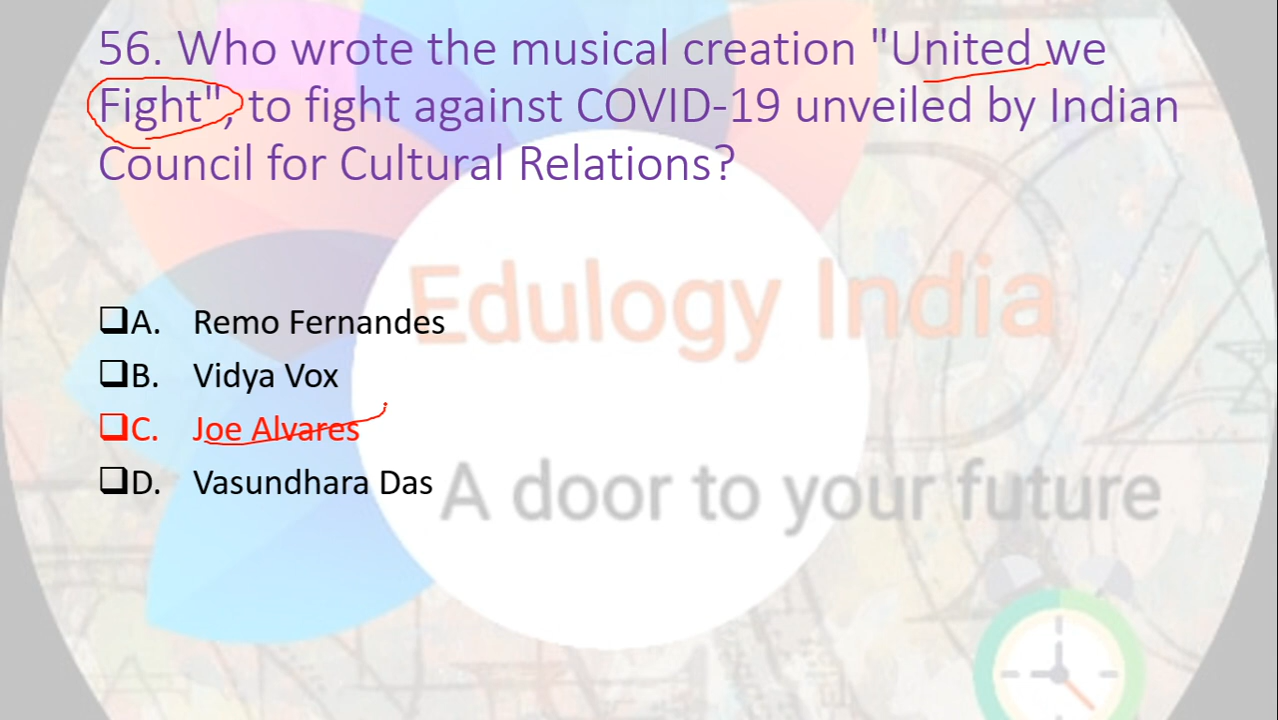 56. Who wrote the musical creation "United we
Fight", to fight against COVID-19 unveiled by Indian
Council for Cultural Relations?
Edulogy India
A. Remo Fernandes
B. Vidya Vox
C. Joe Alvares
D. Vasundhara Das
A door to your future